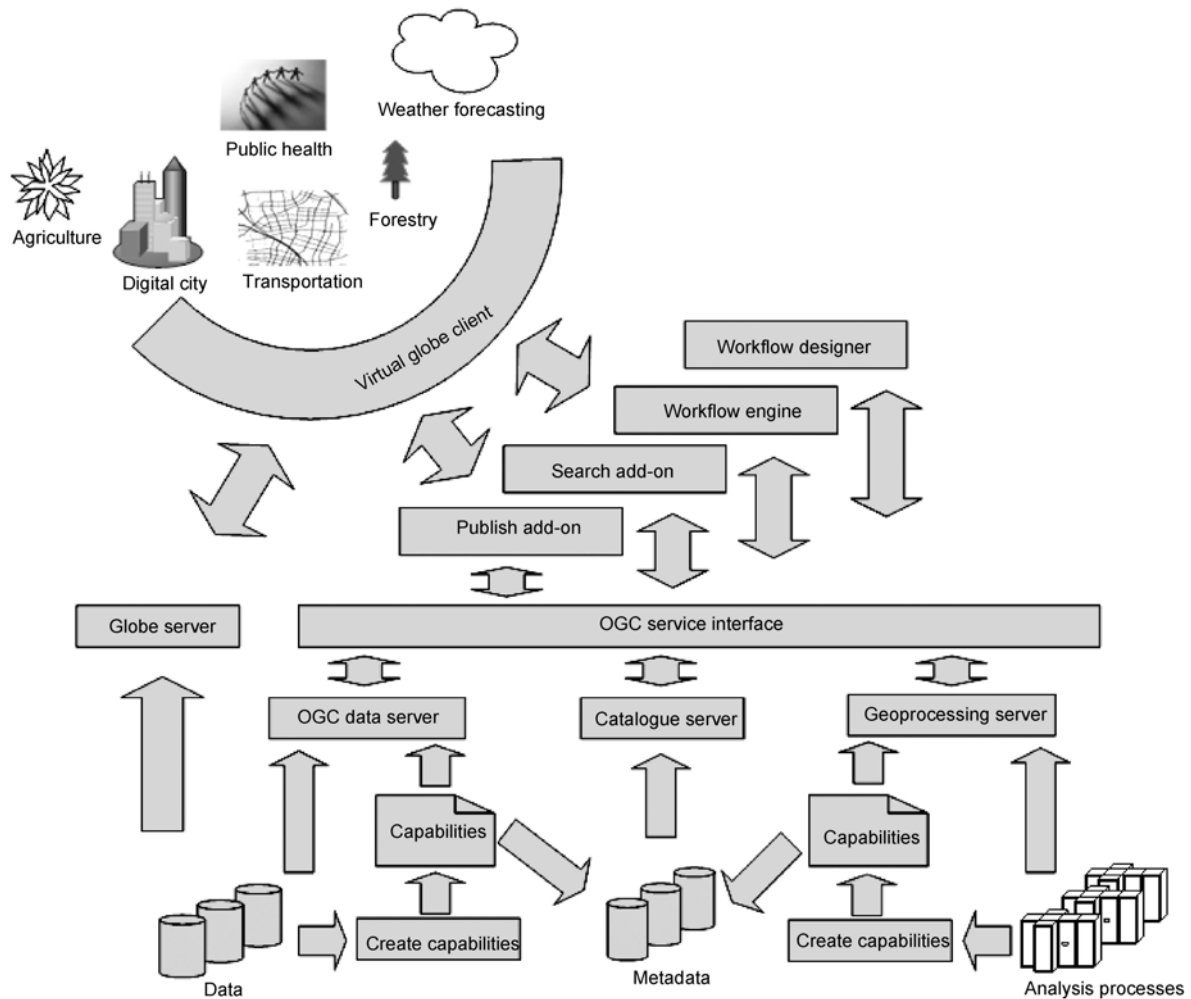 Weather forecasting
Public health
Forestry
Agriculture
Digital city
Transportation
Virtual globe client
Workflow designer
Workflow engine
Search add-on
Publish add-on
Globe server
OGC service interface
OGC data server
Catalogue server
Geoprocessing server
Capabilities
Capabilities
Create capabilities
Create capabilities
Data
Metadada
Analysis processes